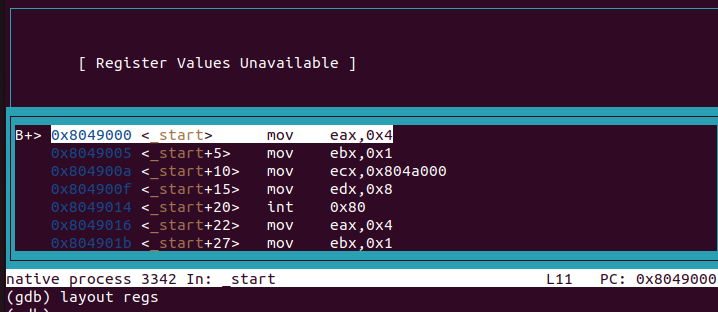 [ Register Values Unavailable ]
B+> 0x8049000 <_start> mov eax,0x4
0x8049005 <_start+5> mov ebx,0x1
0x804900a <_start+10> mov ecx,0x804a000
0x804900f <_start+15> mov edx,0x8
0x8049014 <_start+20> int 0x80
0x8049016 <_start+22> mov eax,0x4
0x804901b <_start+27> mov ebx,0x1
native process 3342 In: _start L11 PC: 0x8049000
(gdb) layout regs